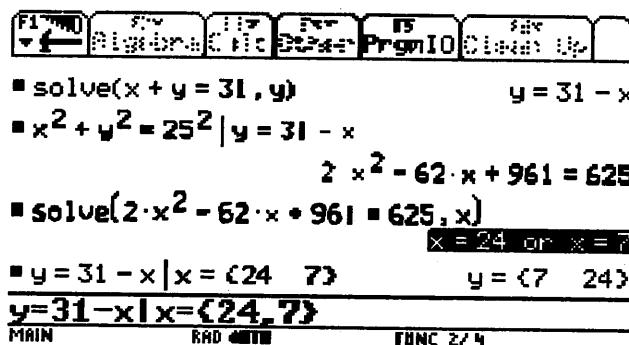 F1 Algebra Calc Other F5 PrgmIO Clean Up
solve(x + y = 31, y) y = 31 - x
x² + y² = 25² | y = 31 - x
2 x² - 62·x + 961 = 625
solve(2·x² - 62·x + 961 = 625, x)
x = 24 or x = 7
y = 31 - x | x = {24 7} y = {7 24}
y=31-x|x={24,7}
MAIN RAD AUTO FUNC 2/4